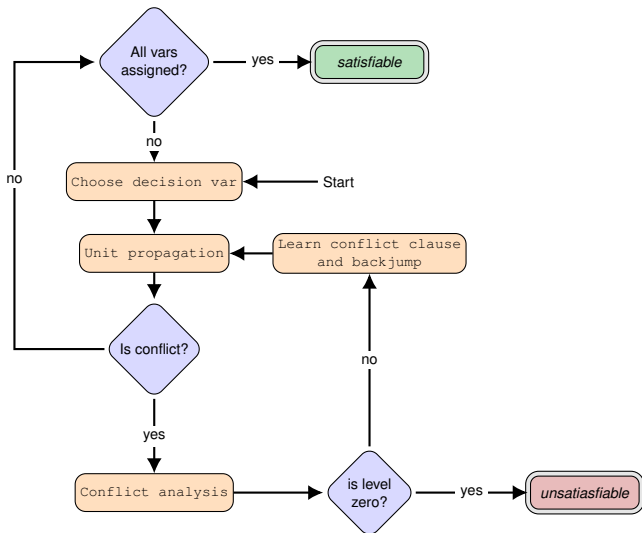 All vars
assigned?
yes
satisfiable
no
Choose decision var
Start
no
Unit propagation
Learn conflict clause
and backjump
Is conflict?
no
yes
Conflict analysis
is level
zero?
yes
unsatiasfiable